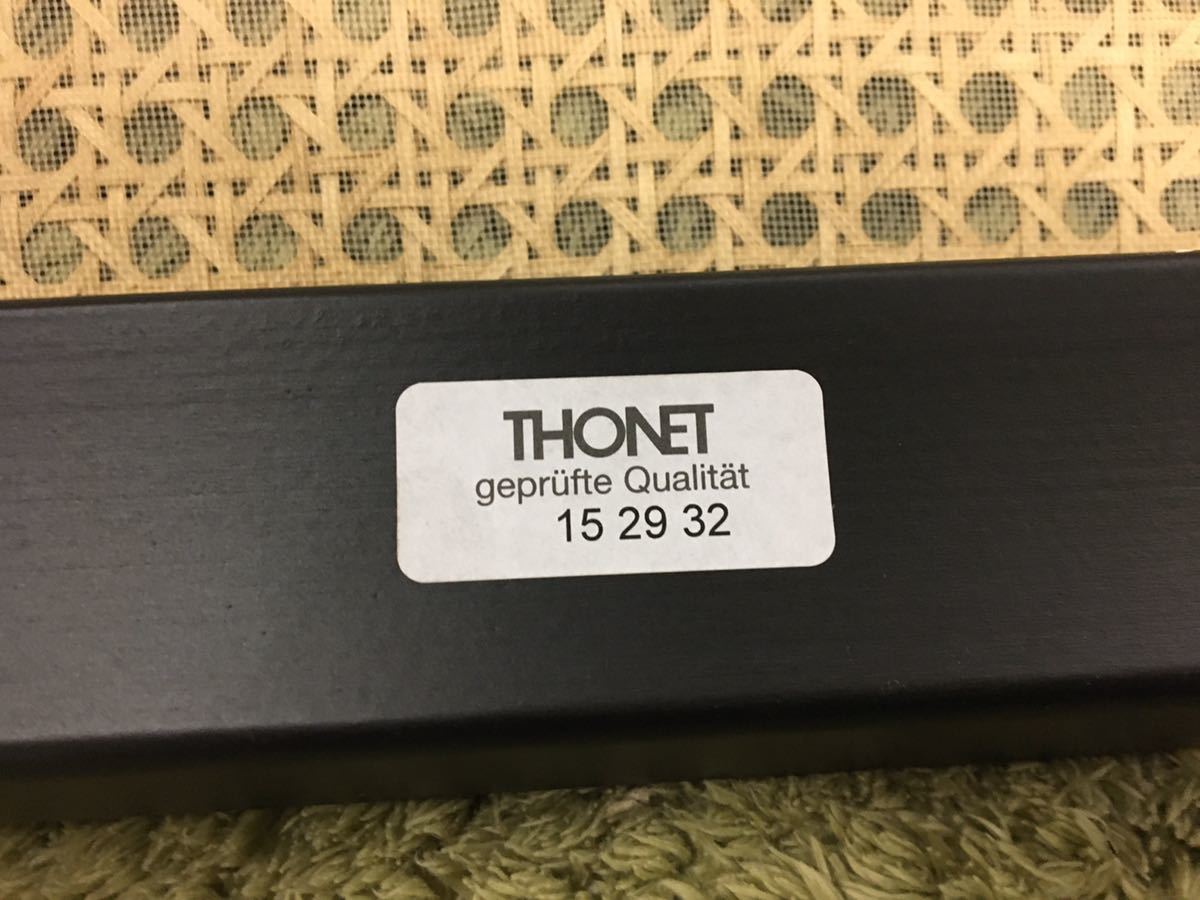 THONET
geprüfte Qualität
15 29 32